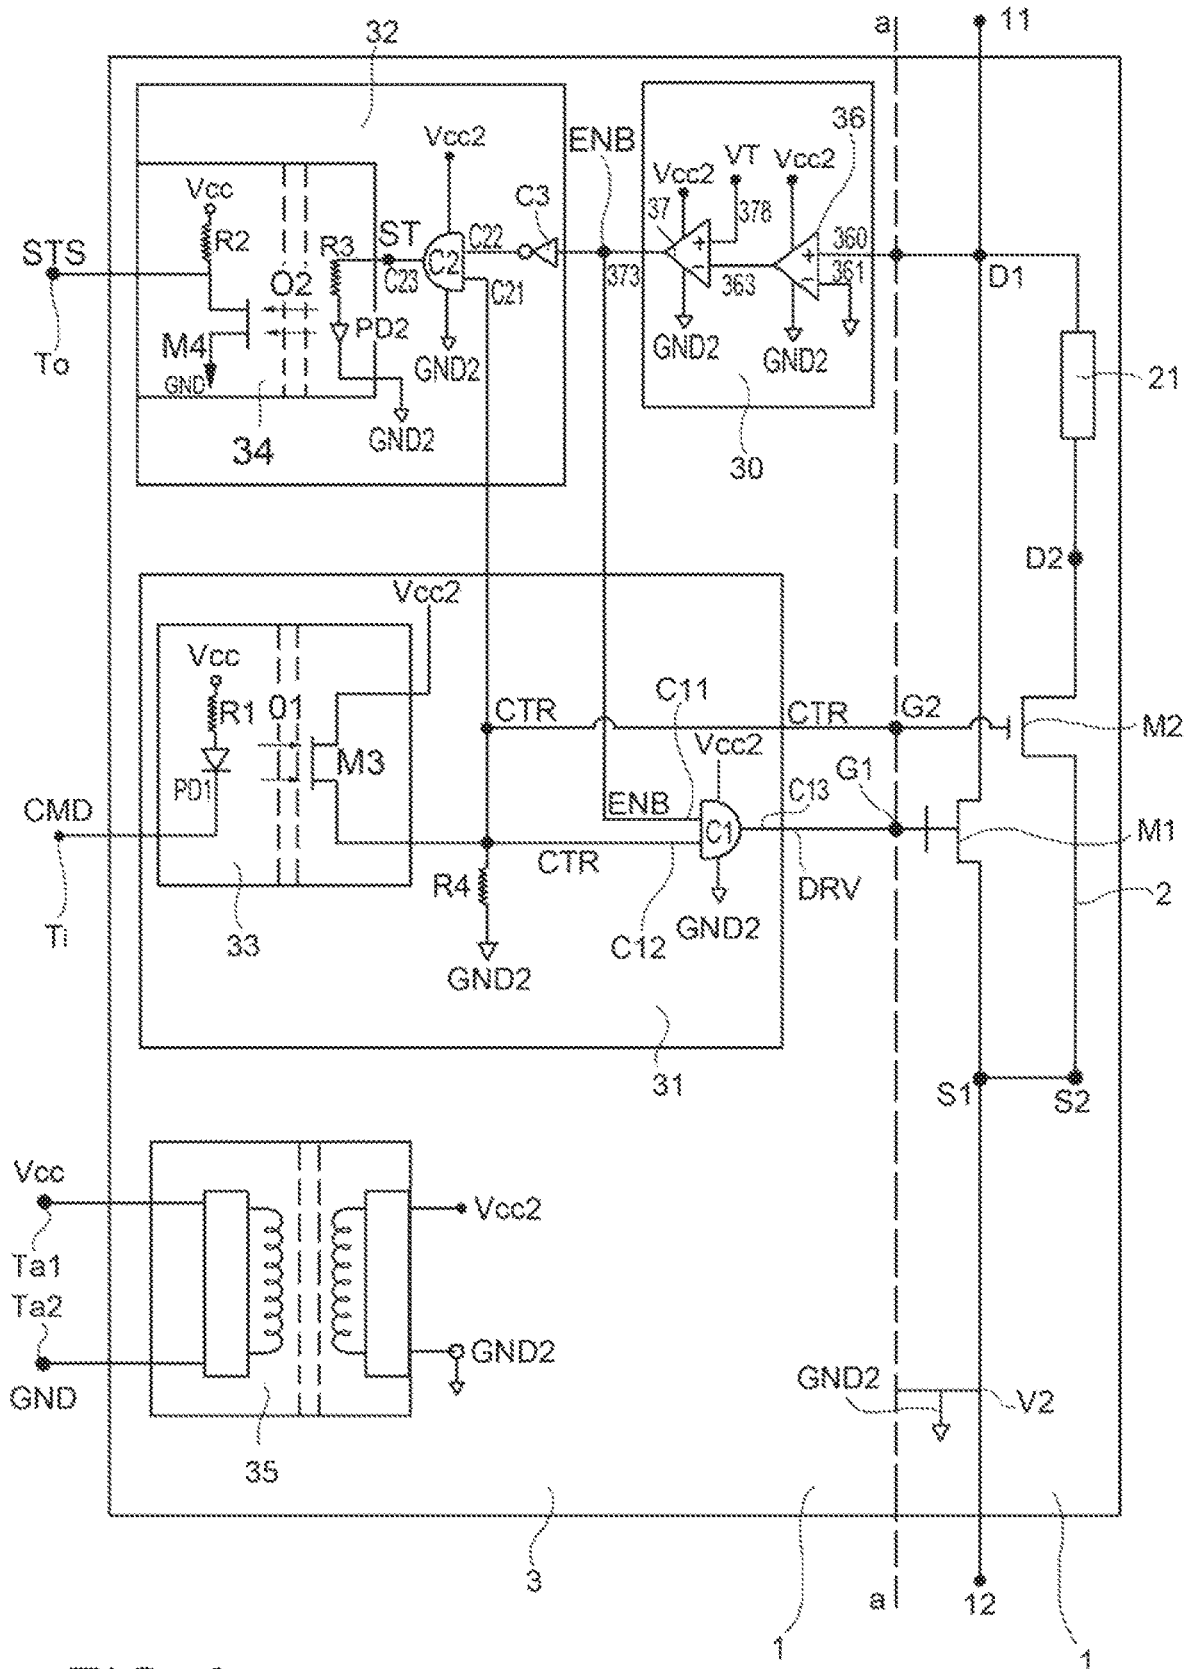 a
11
32
ENB
36
Vcc2
VT
Vcc2
Vcc2
Vcc
C3
37
378
STS
R2
R3
ST
C22
360
C2
O2
C23
C21
373
363
361
D1
PD2
M4
To
GND
GND2
GND2
GND2
21
34
GND2
30
D2
Vcc2
Vcc
C11
R1
01
CTR
CTR
G2
M2
Vcc2
M3
PD1
G1
CMD
ENB
C13
C1
M1
CTR
R4
DRV
2
Ti
33
C12
GND2
GND2
31
S1
S2
Vcc
Vcc2
Ta1
Ta2
GND2
GND2
GND
V2
35
3
a
12
1
1